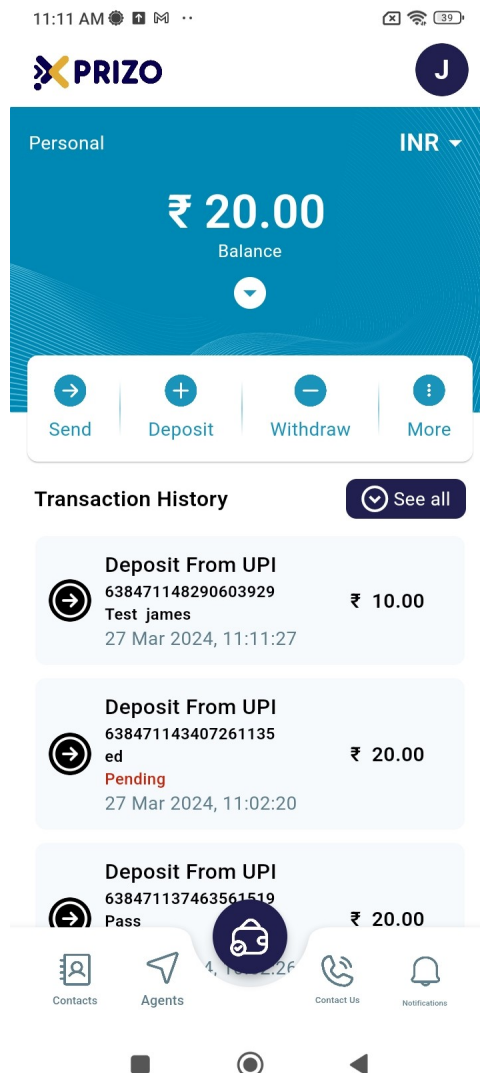 11:11 AM
39
PRIZO
J
Personal
INR
₹ 20.00
Balance
Send
Deposit
Withdraw
More
Transaction History
See all
Deposit From UPI
638471148290603929
Test james
27 Mar 2024, 11:11:27
₹ 10.00
Deposit From UPI
638471143407261135
ed
Pending
27 Mar 2024, 11:02:20
₹ 20.00
Deposit From UPI
638471137463561519
Pass
₹ 20.00
Contacts
Agents
Contact Us
Notifications